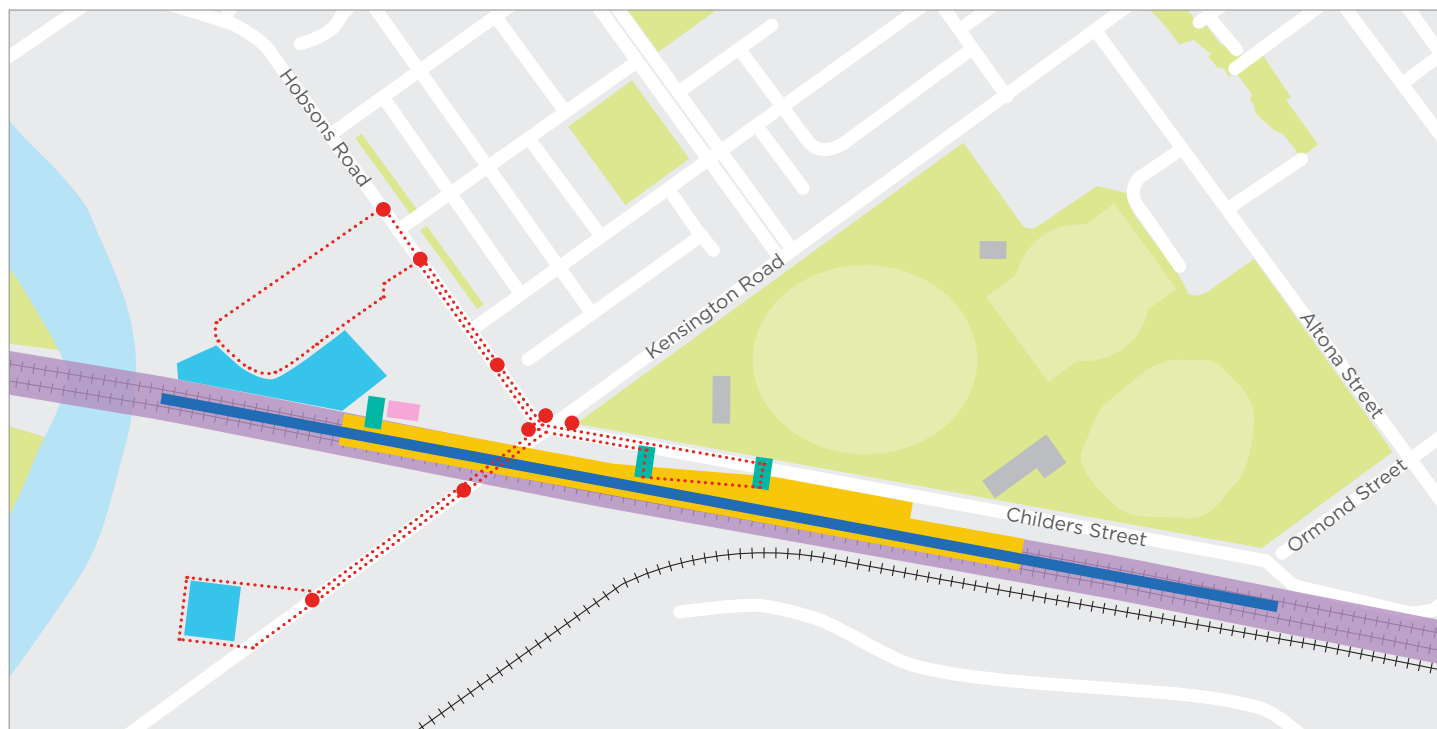 Hobsons Road
Kensington Road
Altona Street
Ormond Street
Childers Street